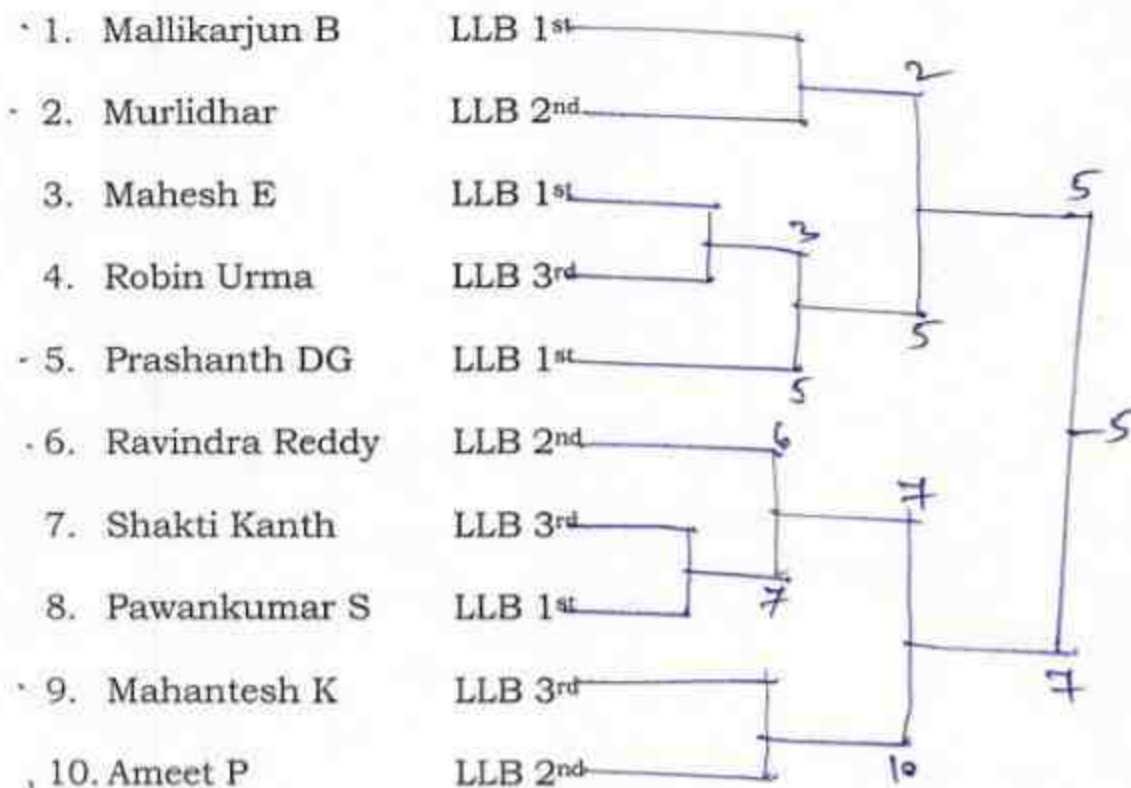 1. Mallikarjun B LLB 1st
2
2. Murlidhar LLB 2nd
3. Mahesh E LLB 1st
5
3
4. Robin Urma LLB 3rd
5
5. Prashanth DG LLB 1st
5
6. Ravindra Reddy LLB 2nd
6
5
7
7. Shakti Kanth LLB 3rd
7
8. Pawankumar S LLB 1st
9. Mahantesh K LLB 3rd
7
10. Ameet P LLB 2nd
10